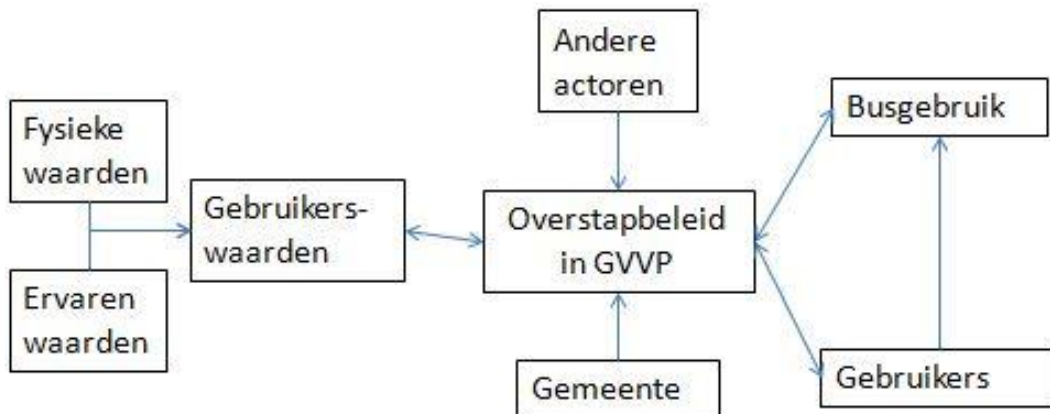 Andere
actoren
Busgebruik
Fysieke
waarden
Gebruikers-
waarden
Overstapbeleid
in GVVP
Ervaren
waarden
Gemeente
Gebruikers